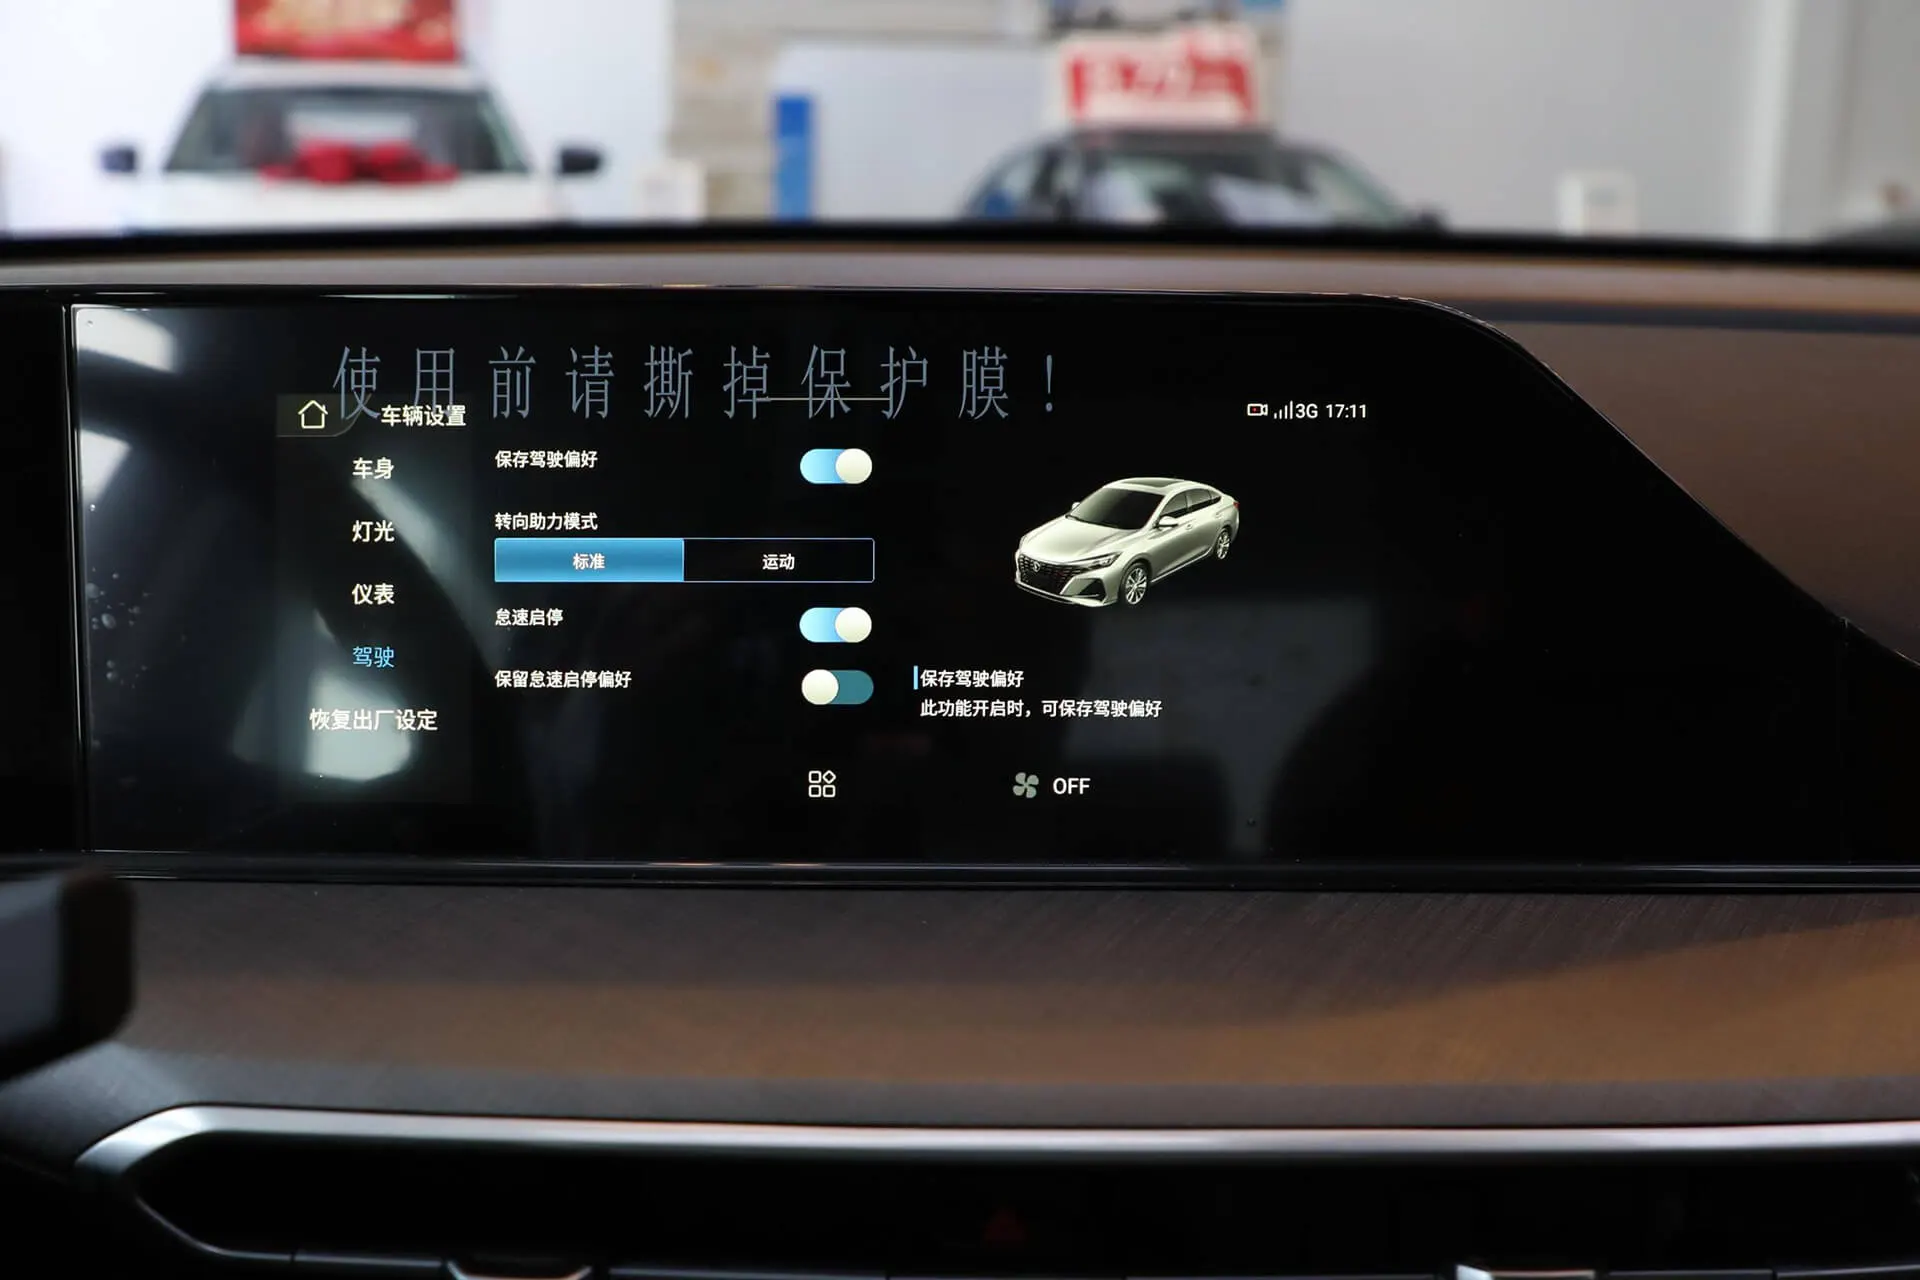 使用前请撕掉保护膜！
车辆设置
3G 17:11
车身
灯光
仪表
驾驶
恢复出厂设定
保存驾驶偏好
转向助力模式
标准 运动
怠速启停
保留怠速启停偏好
保存驾驶偏好
此功能开启时，可保存驾驶偏好
OFF